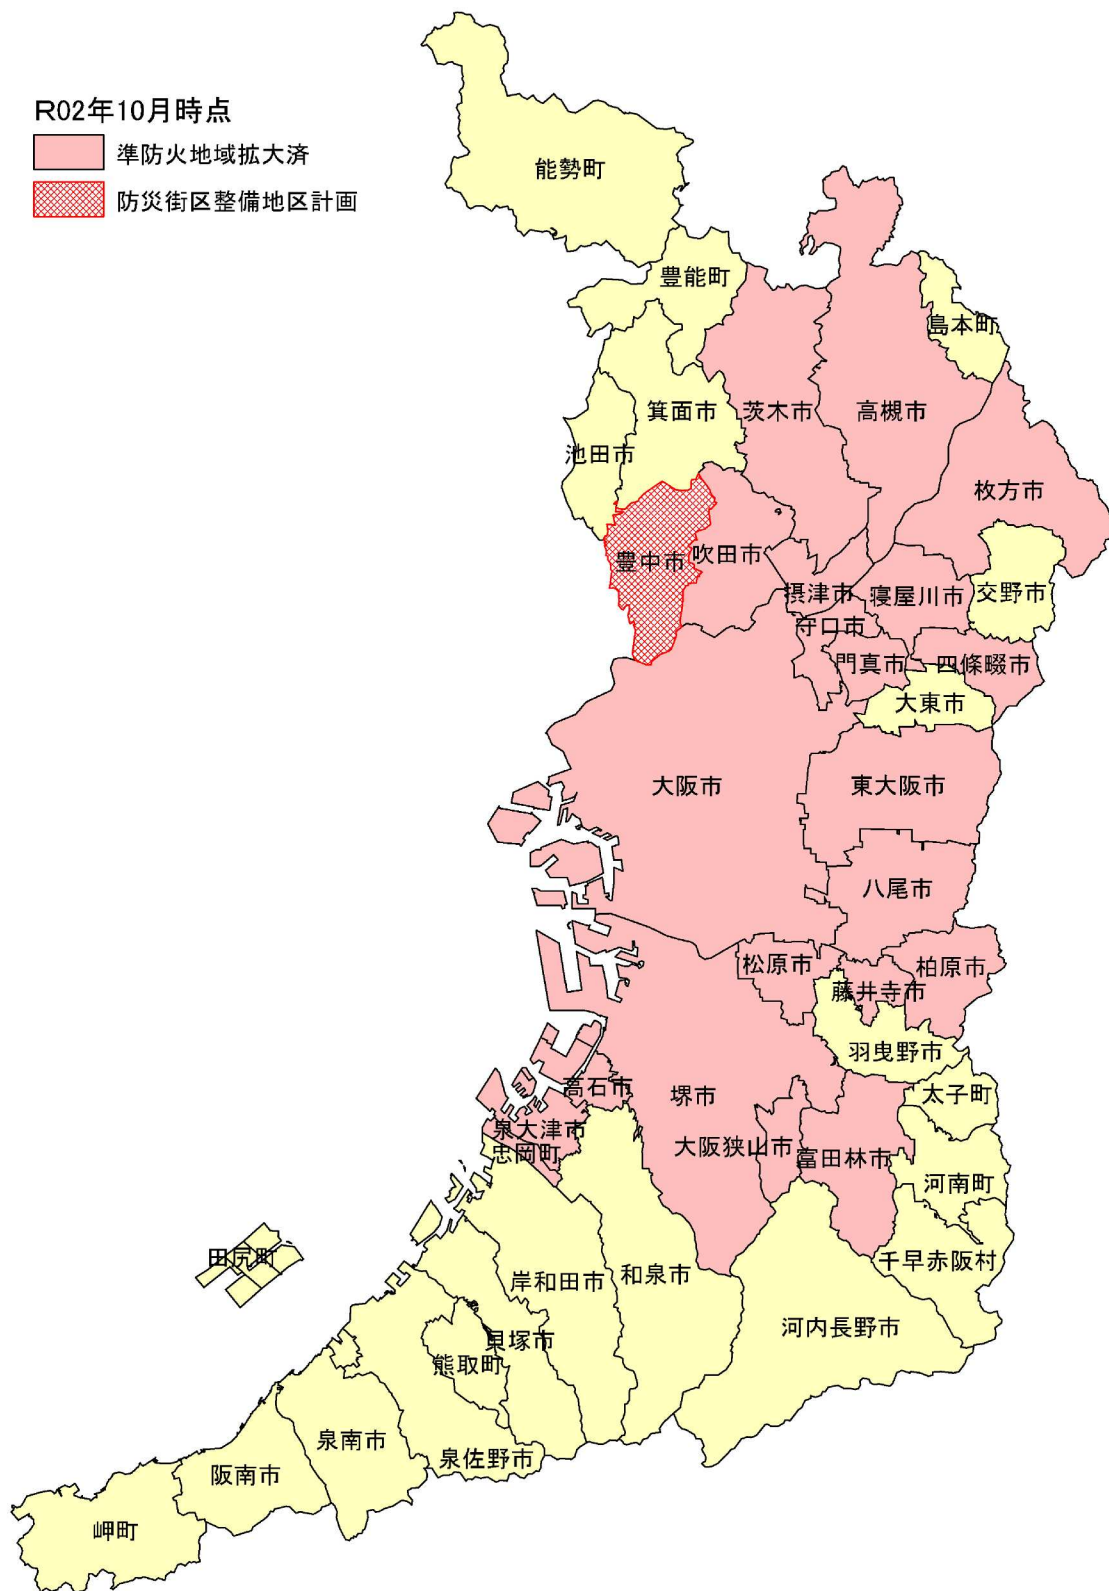 R02年10月時点
準防火地域拡大済
防災街区整備地区計画
能勢町
豊能町
島本町
箕面市
茨木市
高槻市
池田市
枚方市
豊中市
吹田市
摂津市
寝屋川市
交野市
守口市
門真市
四條畷市
大東市
大阪市
東大阪市
八尾市
松原市
柏原市
藤井寺市
羽曳野市
高石市
堺市
太子町
泉大津市
忠岡町
大阪狭山市
富田林市
河南町
田尻町
岸和田市
和泉市
千早赤阪村
貝塚市
河内長野市
熊取町
泉南市
泉佐野市
阪南市
岬町